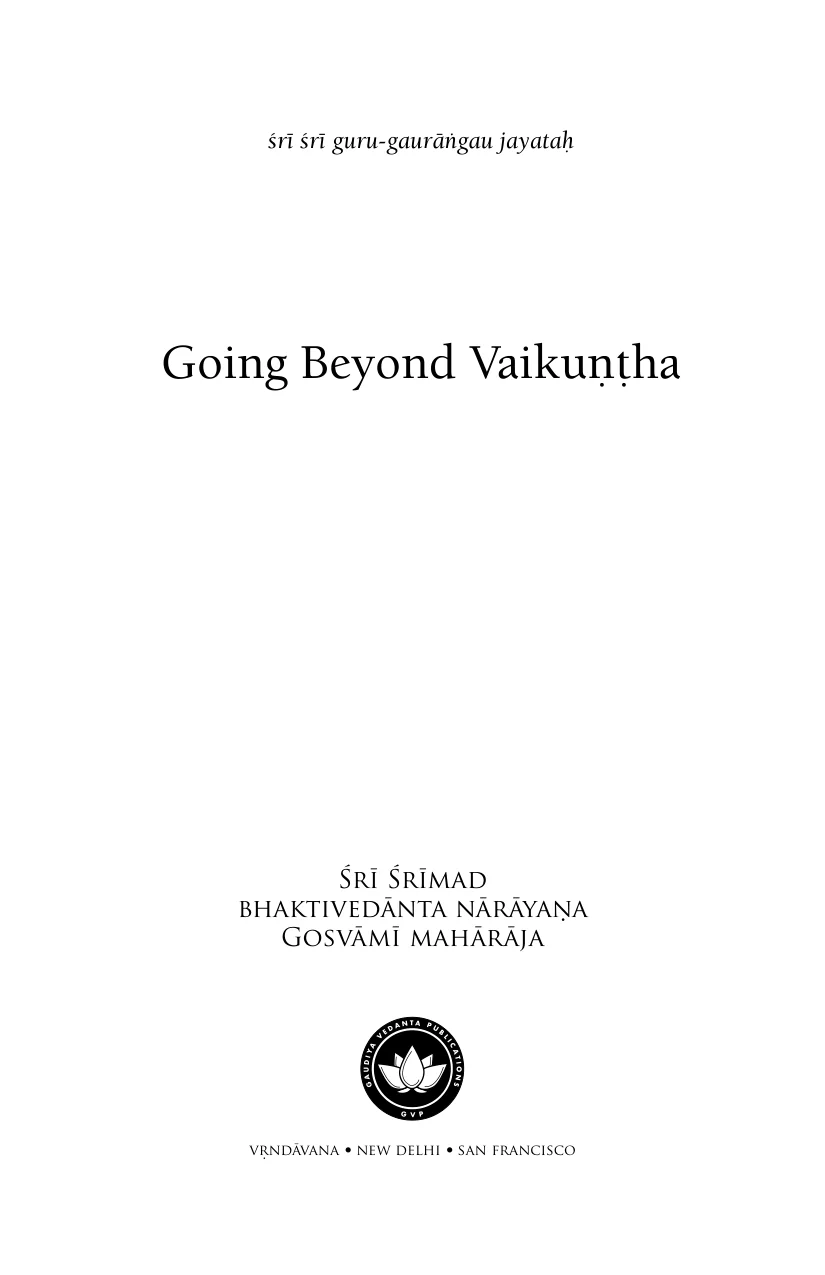 śrī śrī guru-gaurāṅgau jayataḥ
Going Beyond Vaikuṇṭha
Śrī Śrīmad
bhaktivedānta nārāyaṇa
Gosvāmī mahārāja
GAUDIYA VEDANTA PUBLICATIONS
GVP
vṛndāvana • new delhi • san francisco